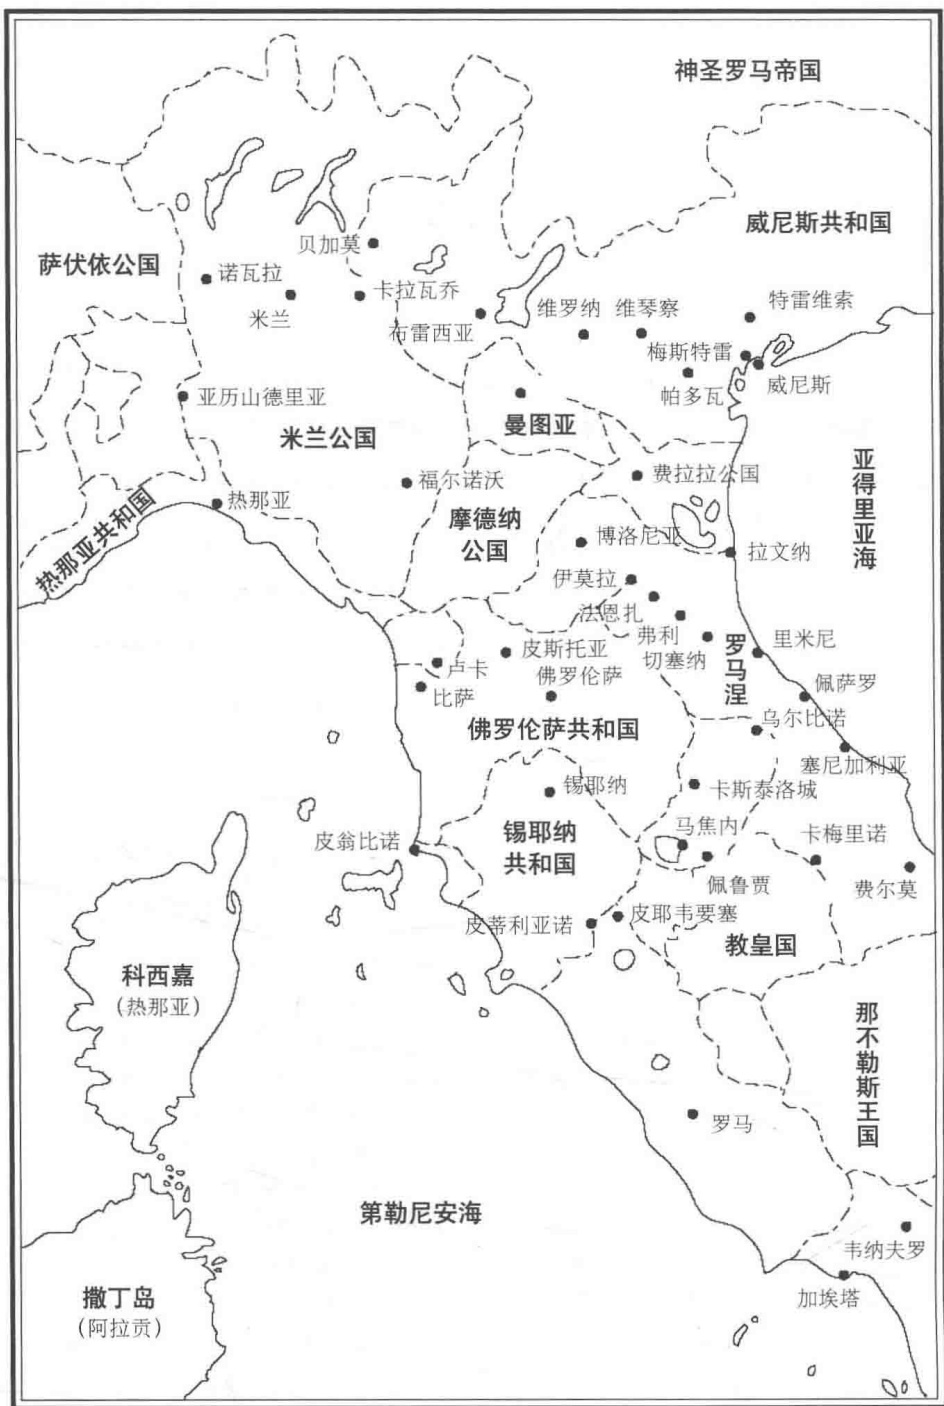 神圣罗马帝国
威尼斯共和国
萨伏依公国
贝加莫
诺瓦拉
卡拉瓦乔
米兰
布雷西亚
维罗纳
维琴察
特雷维索
梅斯特雷
帕多瓦
威尼斯
亚历山德里亚
米兰公国
曼图亚
亚得里亚海
福尔诺沃
费拉拉公国
热那亚
热那亚共和国
摩德纳
公国
博洛尼亚
拉文纳
伊莫拉
法恩扎
弗利
切塞纳
罗马涅
里米尼
皮斯托亚
卢卡
佛罗伦萨
比萨
佩萨罗
佛罗伦萨共和国
乌尔比诺
塞尼加利亚
锡耶纳
卡斯泰洛城
锡耶纳
共和国
马焦内
卡梅里诺
皮翁比诺
佩鲁贾
费尔莫
皮蒂利亚诺
皮耶韦要塞
教皇国
科西嘉
(热那亚)
那不勒斯王国
罗马
第勒尼安海
韦纳夫罗
加埃塔
撒丁岛
(阿拉贡)